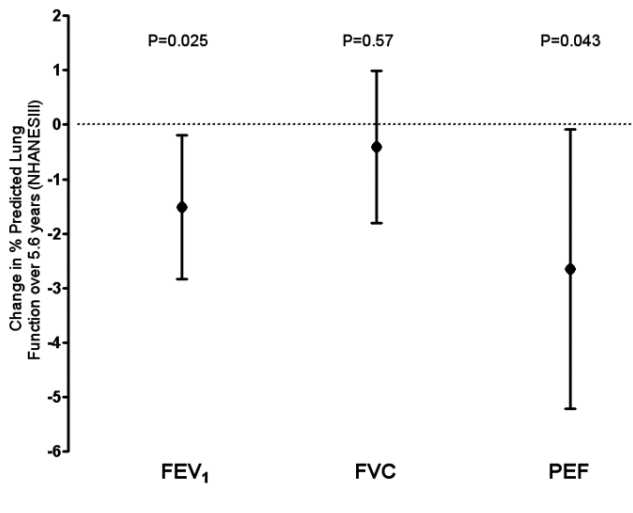 2
P=0.025 P=0.57 P=0.043
1
0
-1
-2
-3
-4
-5
-6
Change in % Predicted Lung
Function over 5.6 years (NHANESIII)
FEV₁ FVC PEF